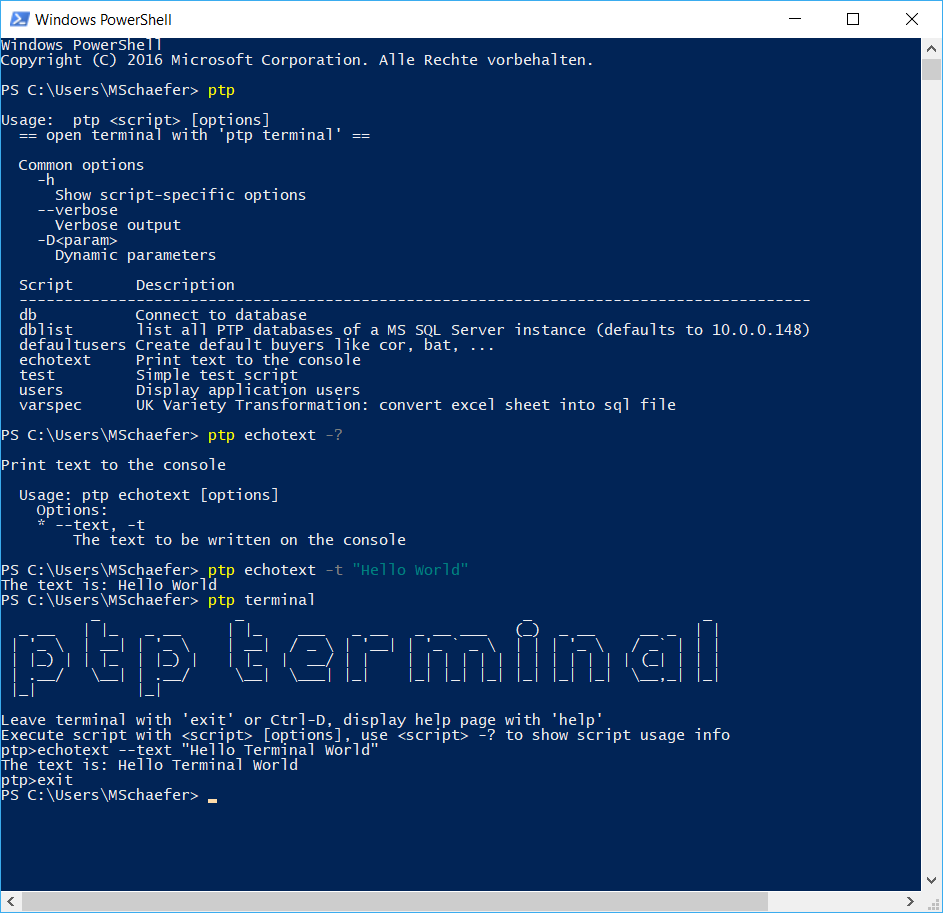 Windows PowerShell
Windows PowerShell
Copyright (C) 2016 Microsoft Corporation. Alle Rechte vorbehalten.
PS C:\Users\MSchaefer> ptp
Usage:  ptp <script> [options]
  == open terminal with 'ptp terminal' ==
  Common options
    -h
      Show script-specific options
    --verbose
      Verbose output
    -D<param>
      Dynamic parameters
  Script       Description
  ----------------------------------------------------------------------------------------
  db           Connect to database
  dblist       list all PTP databases of a MS SQL Server instance (defaults to 10.0.0.148)
  defaultusers Create default buyers like cor, bat, ...
  echotext     Print text to the console
  test         Simple test script
  users        Display application users
  varspec      UK Variety Transformation: convert excel sheet into sql file
PS C:\Users\MSchaefer> ptp echotext -?
Print text to the console
  Usage: ptp echotext [options]
    Options:
    * --text, -t
        The text to be written on the console
PS C:\Users\MSchaefer> ptp echotext -t "Hello World"
The text is: Hello World
PS C:\Users\MSchaefer> ptp terminal
ptp terminal
Leave terminal with 'exit' or Ctrl-D, display help page with 'help'
Execute script with <script> [options], use <script> -? to show script usage info
ptp>echotext --text "Hello Terminal World"
The text is: Hello Terminal World
ptp>exit
PS C:\Users\MSchaefer> _